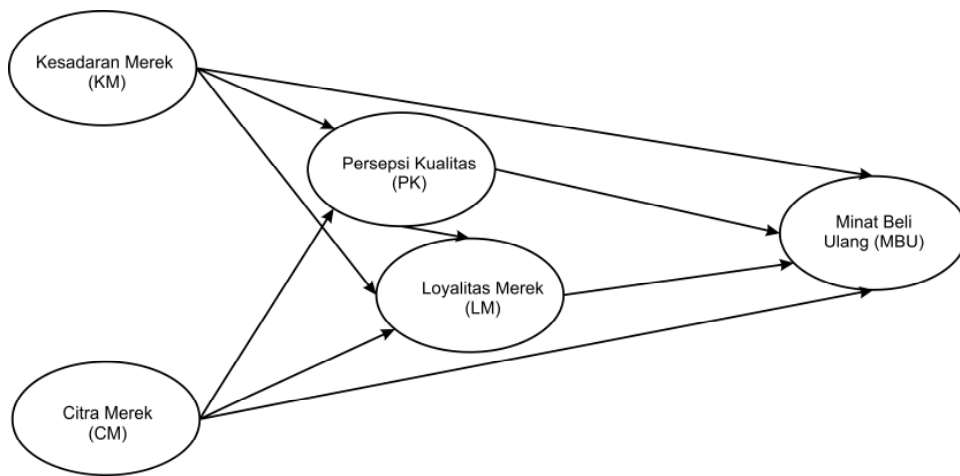 Kesadaran Merek
(KM)
Persepsi Kualitas
(PK)
Minat Beli
Ulang (MBU)
Loyalitas Merek
(LM)
Citra Merek
(CM)